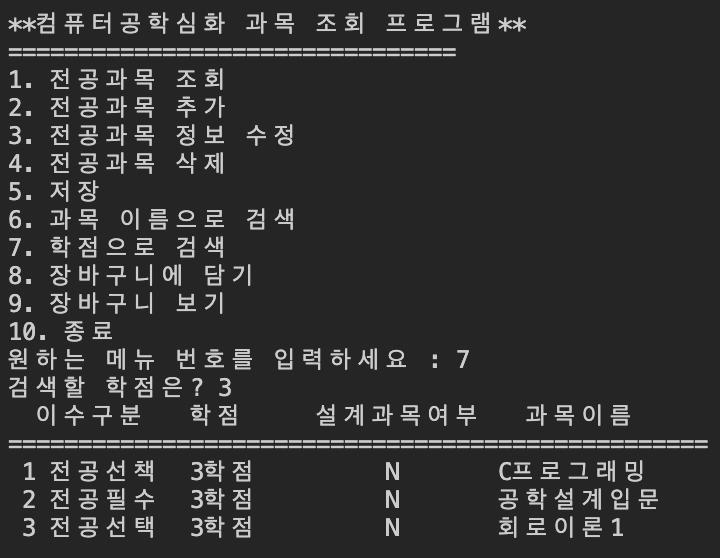 **컴퓨터공학심화 과목 조회 프로그램**
================================
1. 전공과목 조회
2. 전공과목 추가
3. 전공과목 정보 수정
4. 전공과목 삭제
5. 저장
6. 과목 이름으로 검색
7. 학점으로 검색
8. 장바구니에 담기
9. 장바구니 보기
10. 종료
원하는 메뉴 번호를 입력하세요 : 7
검색할 학점은? 3
이수구분 학점 설계과목여부 과목이름
==================================================
1 전공선책 3학점 N C프로그래밍
2 전공필수 3학점 N 공학설계입문
3 전공선택 3학점 N 회로이론1